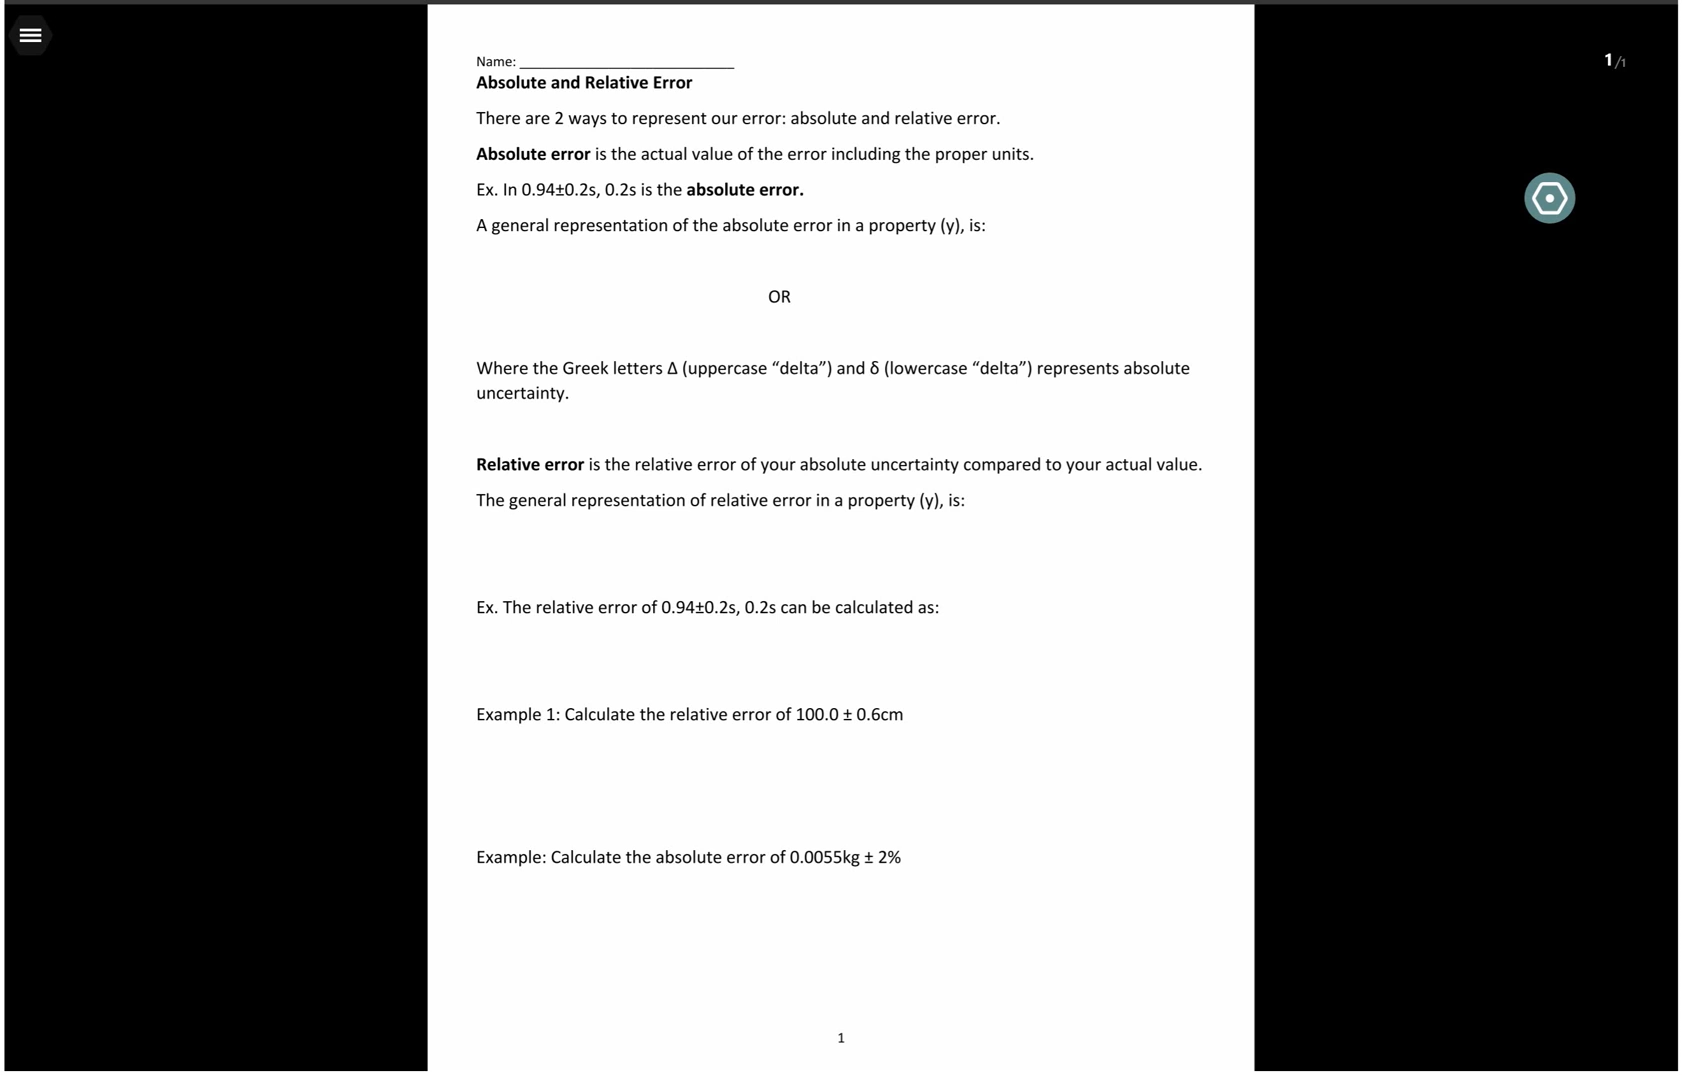 1/1
Name: ___________________________
Absolute and Relative Error
There are 2 ways to represent our error: absolute and relative error.
Absolute error is the actual value of the error including the proper units.
Ex. In 0.94±0.2s, 0.2s is the absolute error.
A general representation of the absolute error in a property (y), is:
OR
Where the Greek letters Δ (uppercase “delta”) and δ (lowercase “delta”) represents absolute
uncertainty.
Relative error is the relative error of your absolute uncertainty compared to your actual value.
The general representation of relative error in a property (y), is:
Ex. The relative error of 0.94±0.2s, 0.2s can be calculated as:
Example 1: Calculate the relative error of 100.0 ± 0.6cm
Example: Calculate the absolute error of 0.0055kg ± 2%
1